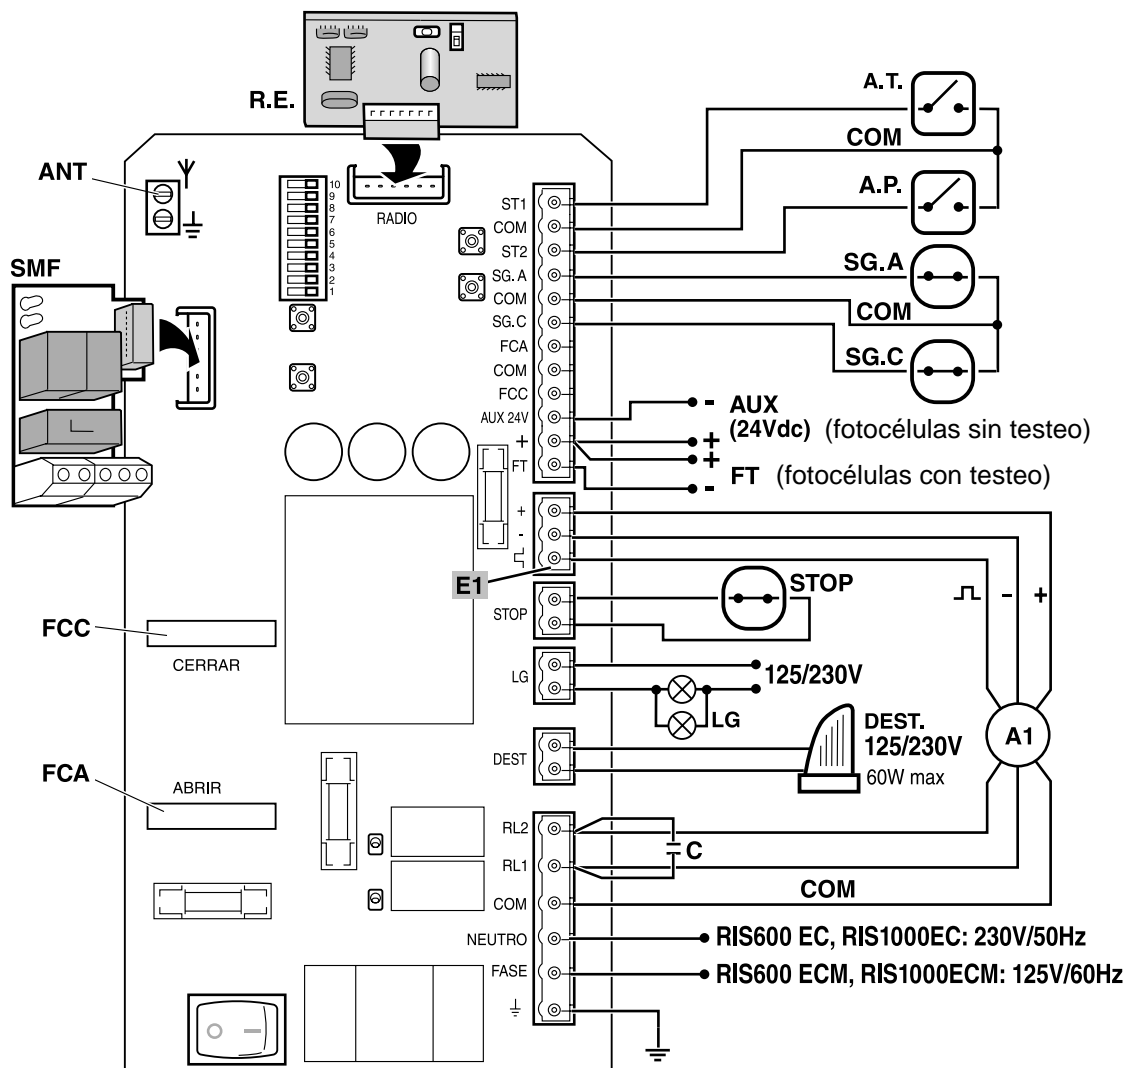 R.E.
A.T.
COM
A.P.
ANT
RADIO
10
9
8
7
6
5
4
3
2
1
ST1
COM
ST2
SG. A
COM
SG.C
FCA
COM
FCC
AUX 24V
+
FT
SG.A
COM
SG.C
SMF
- AUX
+ (24Vdc) (fotocélulas sin testeo)
+
- FT (fotocélulas con testeo)
+
-
E1
STOP
STOP
- +
FCC
CERRAR
LG
125/230V
LG
DEST
DEST.
125/230V
60W max
A1
FCA
ABRIR
RL2
RL1
C
COM
COM
NEUTRO
RIS600 EC, RIS1000EC: 230V/50Hz
FASE
RIS600 ECM, RIS1000ECM: 125V/60Hz